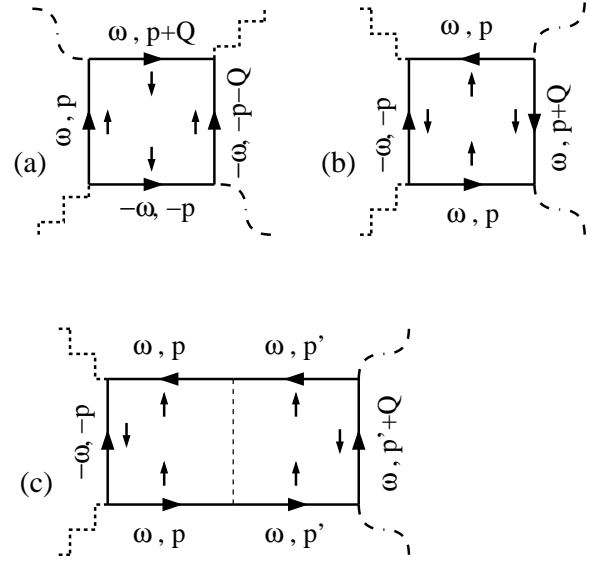 ω, p+Q
ω, p
−ω, −p−Q
(a)
−ω, −p
ω, p
−ω, −p
ω, p+Q
(b)
ω, p
ω, p
ω, p'
−ω, −p
ω, p'+Q
(c)
ω, p
ω, p'